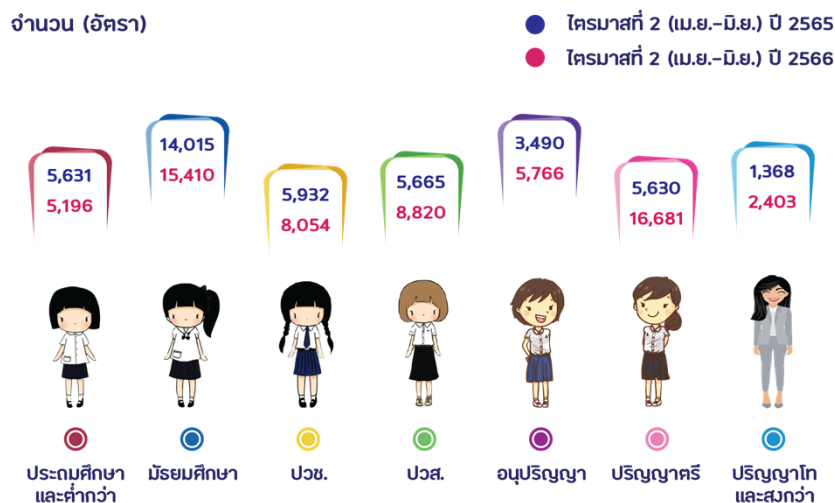 จำนวน (อัตรา)
ไตรมาสที่ 2 (เม.ย.-มิ.ย.) ปี 2565
ไตรมาสที่ 2 (เม.ย.-มิ.ย.) ปี 2566
5,631
5,196
14,015
15,410
5,932
8,054
5,665
8,820
3,490
5,766
5,630
16,681
1,368
2,403
ประถมศึกษา
และต่ำกว่า
มัธยมศึกษา
ปวช.
ปวส.
อนุปริญญา
ปริญญาตรี
ปริญญาโท
และสูงกว่า